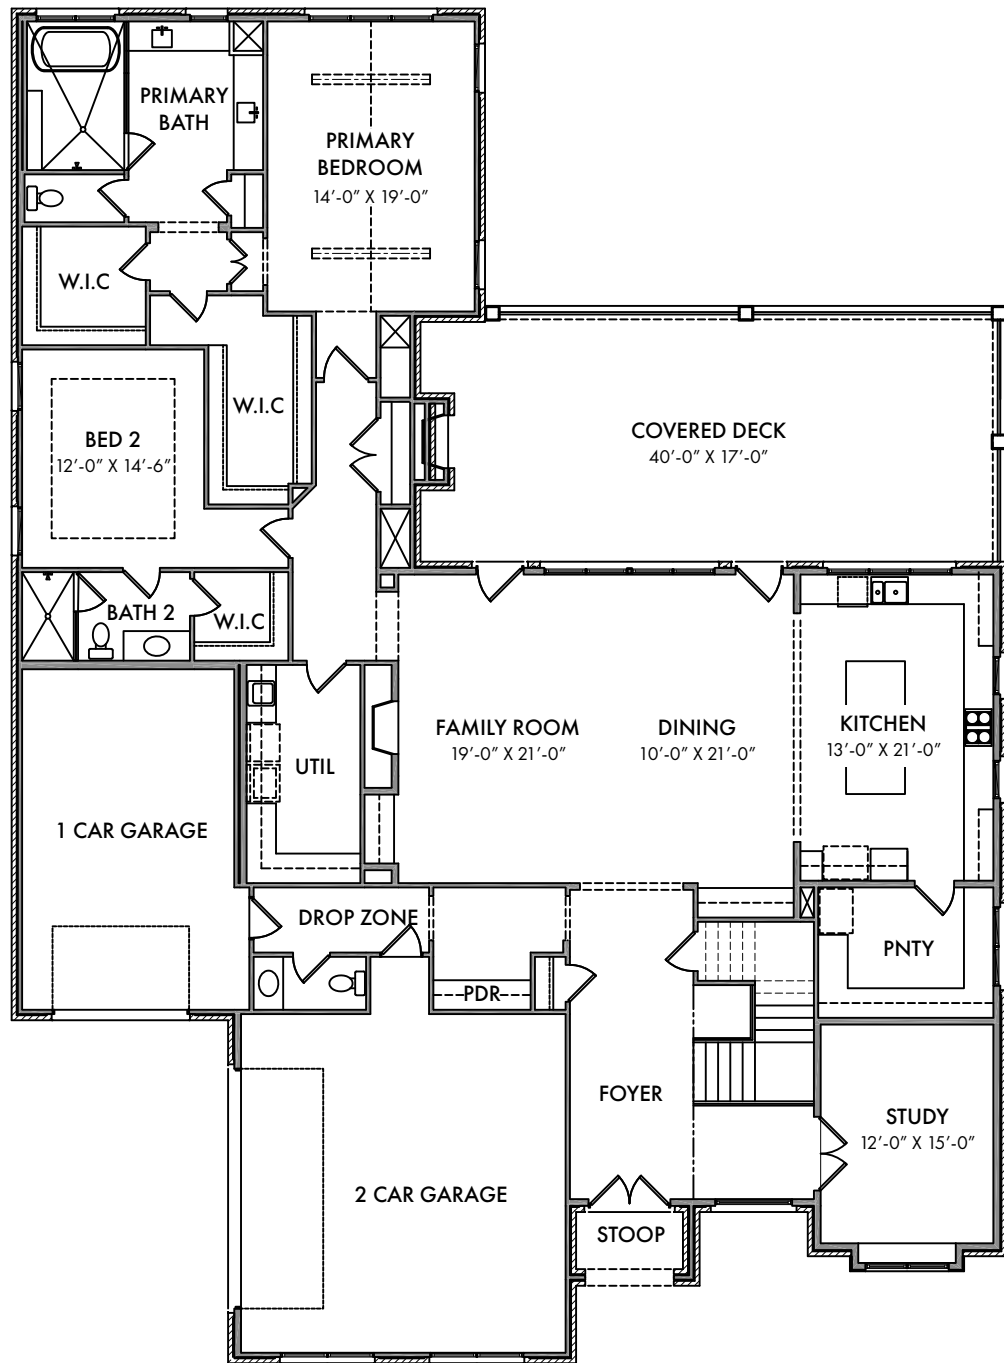 PRIMARY
BATH
PRIMARY
BEDROOM
14'-0" X 19'-0"
W.I.C
W.I.C
BED 2
12'-0" X 14'-6"
COVERED DECK
40'-0" X 17'-0"
BATH 2
W.I.C
FAMILY ROOM
19'-0" X 21'-0"
DINING
10'-0" X 21'-0"
KITCHEN
13'-0" X 21'-0"
UTIL
1 CAR GARAGE
DROP ZONE
PNTY
PDR
FOYER
STUDY
12'-0" X 15'-0"
2 CAR GARAGE
STOOP